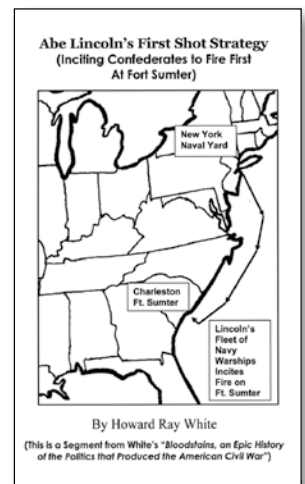 Abe Lincoln's First Shot Strategy
(Inciting Confederates to Fire First
At Fort Sumter)
New York
Naval Yard
Charleston
Ft. Sumter
Lincoln's
Fleet of
Navy
Warships
Incites
Fire on
Ft. Sumter
By Howard Ray White
(This is a Segment from White's "Bloodstains, an Epic History
of the Politics that Produced the American Civil War")